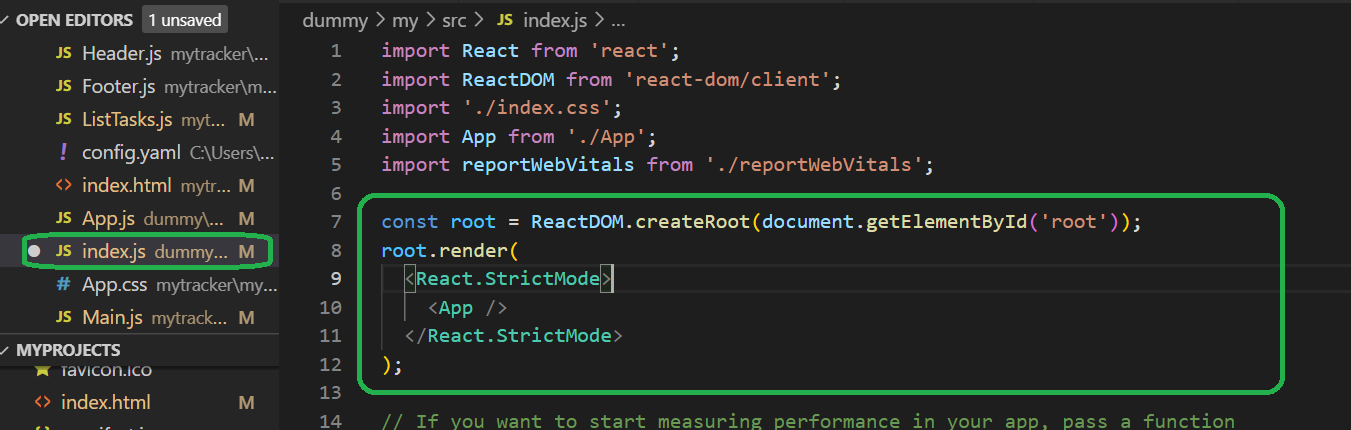 OPEN EDITORS 1 unsaved
JS Header.js mytracker\...
JS Footer.js mytracker\m...
JS ListTasks.js myt... M
! config.yaml C:\Users\...
<> index.html mytr... M
JS App.js dummy\... M
JS index.js dummy... M
# App.css mytracker\my...
JS Main.js mytrack... M
MYPROJECTS
favicon.ico
<> index.html M
dummy > my > src > JS index.js > ...
1 import React from 'react';
2 import ReactDOM from 'react-dom/client';
3 import './index.css';
4 import App from './App';
5 import reportWebVitals from './reportWebVitals';
6
7 const root = ReactDOM.createRoot(document.getElementById('root'));
8 root.render(
9 <React.StrictMode>
10 <App />
11 </React.StrictMode>
12 );
13
14 // If you want to start measuring performance in your app, pass a function